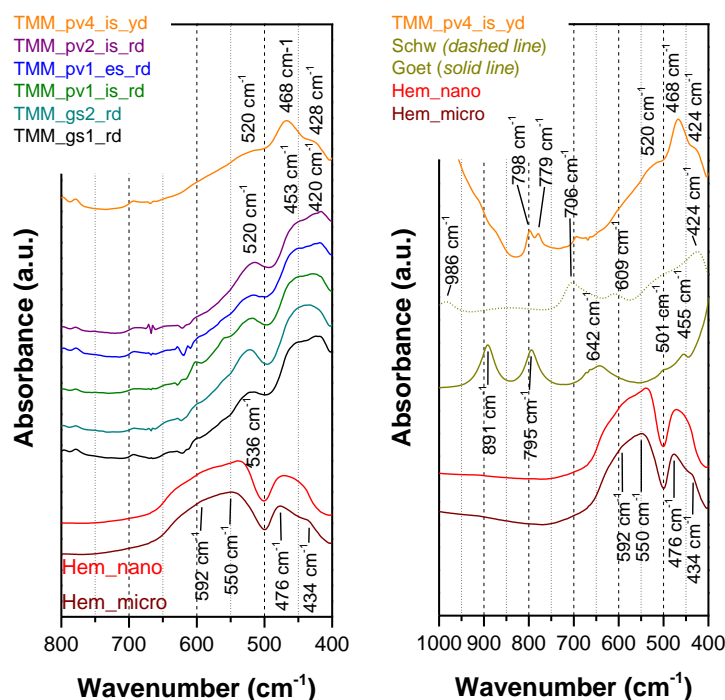 TMM_pv4_is_yd
TMM_pv2_is_rd
TMM_pv1_es_rd
TMM_pv1_is_rd
TMM_gs2_rd
TMM_gs1_rd
520 cm⁻¹
468 cm-1
428 cm⁻¹
520 cm⁻¹
453 cm⁻¹
420 cm⁻¹
536 cm⁻¹
592 cm⁻¹
550 cm⁻¹
476 cm⁻¹
434 cm⁻¹
Hem_nano
Hem_micro
Absorbance (a.u.)
800 700 600 500 400
Wavenumber (cm⁻¹)
TMM_pv4_is_yd
Schw (dashed line)
Goet (solid line)
Hem_nano
Hem_micro
520 cm⁻¹
468 cm⁻¹
424 cm⁻¹
798 cm⁻¹
779 cm⁻¹
706 cm⁻¹
986 cm⁻¹
609 cm⁻¹
424 cm⁻¹
642 cm⁻¹
501 cm⁻¹
455 cm⁻¹
891 cm⁻¹
795 cm⁻¹
592 cm⁻¹
550 cm⁻¹
476 cm⁻¹
434 cm⁻¹
Absorbance (a.u.)
1000 900 800 700 600 500 400
Wavenumber (cm⁻¹)